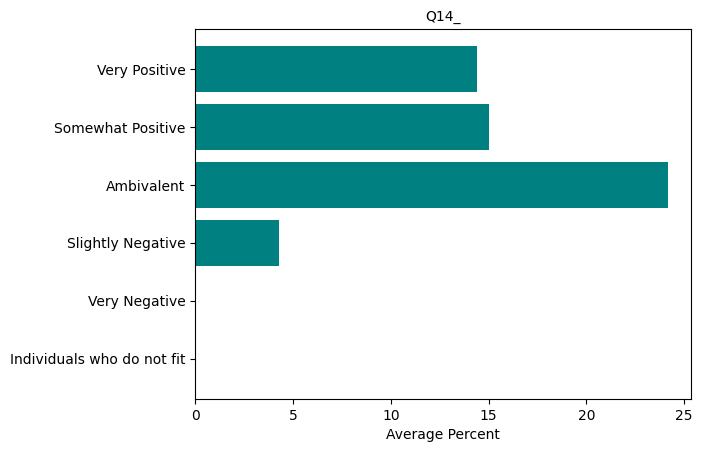 Q14_
Very Positive
Somewhat Positive
Ambivalent
Slightly Negative
Very Negative
Individuals who do not fit
0 5 10 15 20 25
Average Percent